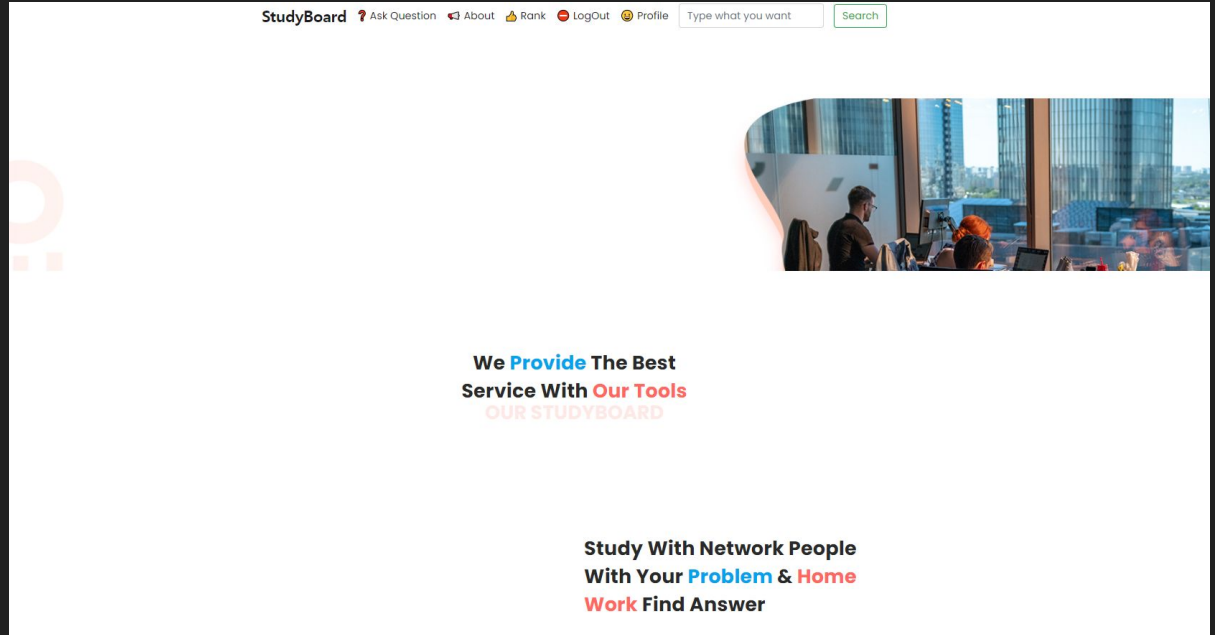 StudyBoard ❓ Ask Question 📢 About 👍 Rank ⛔ LogOut 😀 Profile Type what you want Search
We Provide The Best
Service With Our Tools
OUR STUDYBOARD
Study With Network People
With Your Problem & Home
Work Find Answer